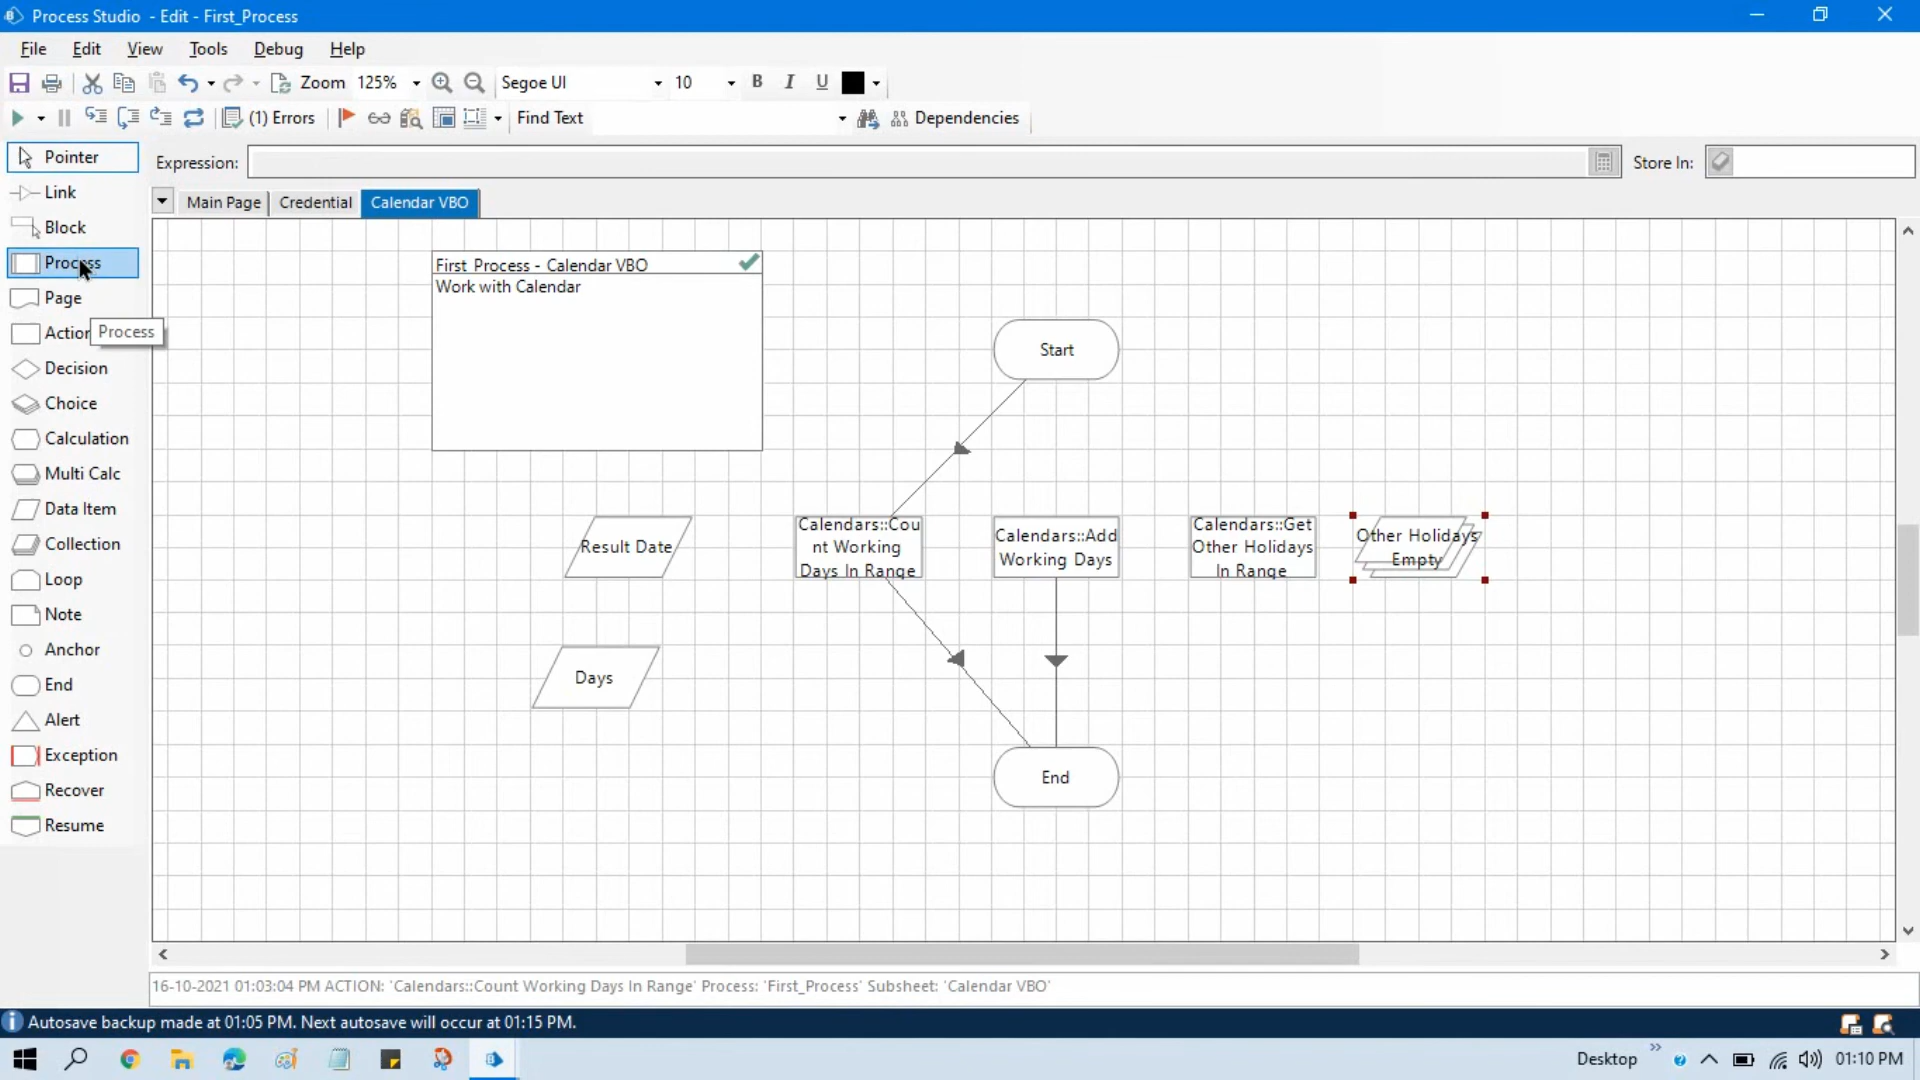 Process Studio - Edit - First_Process
File Edit View Tools Debug Help
Zoom 125% Segoe UI 10 B I U
(1) Errors Find Text Dependencies
Pointer
Link
Block
Process
Page
Action
Process
Decision
Choice
Calculation
Multi Calc
Data Item
Collection
Loop
Note
Anchor
End
Alert
Exception
Recover
Resume
Expression: Store In:
Main Page Credential Calendar VBO
First_Process - Calendar VBO
Work with Calendar
Start
Result Date
Calendars::Cou
nt Working
Days In Range
Calendars::Add
Working Days
Calendars::Get
Other Holidays
In Range
Other Holidays
Empty
Days
End
16-10-2021 01:03:04 PM ACTION: 'Calendars::Count Working Days In Range' Process: 'First_Process' Subsheet: 'Calendar VBO'
Autosave backup made at 01:05 PM. Next autosave will occur at 01:15 PM.
Desktop 01:10 PM